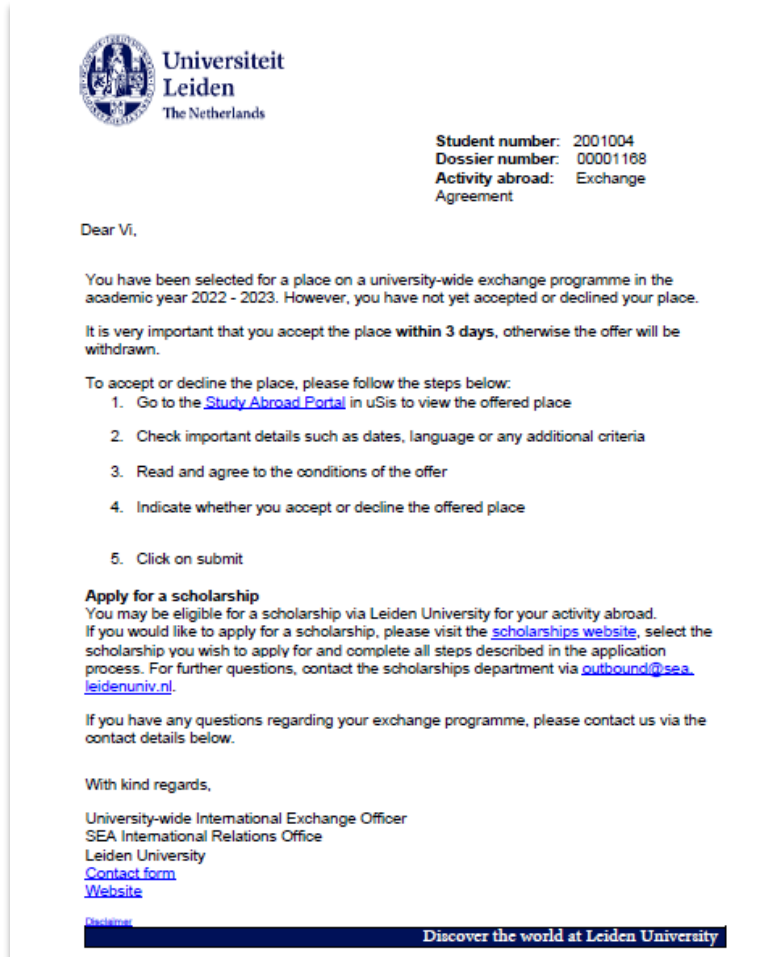 Universiteit
Leiden
The Netherlands
Student number: 2001004
Dossier number: 00001168
Activity abroad: Exchange
Agreement
Dear Vi,
You have been selected for a place on a university-wide exchange programme in the
academic year 2022 - 2023. However, you have not yet accepted or declined your place.
It is very important that you accept the place within 3 days, otherwise the offer will be
withdrawn.
To accept or decline the place, please follow the steps below:
1. Go to the Study Abroad Portal in uSis to view the offered place
2. Check important details such as dates, language or any additional criteria
3. Read and agree to the conditions of the offer
4. Indicate whether you accept or decline the offered place
5. Click on submit
Apply for a scholarship
You may be eligible for a scholarship via Leiden University for your activity abroad.
If you would like to apply for a scholarship, please visit the scholarships website, select the
scholarship you wish to apply for and complete all steps described in the application
process. For further questions, contact the scholarships department via outbound@sea.
leidenuniv.nl.
If you have any questions regarding your exchange programme, please contact us via the
contact details below.
With kind regards,
University-wide International Exchange Officer
SEA International Relations Office
Leiden University
Contact form
Website
Disclaimer
Discover the world at Leiden University